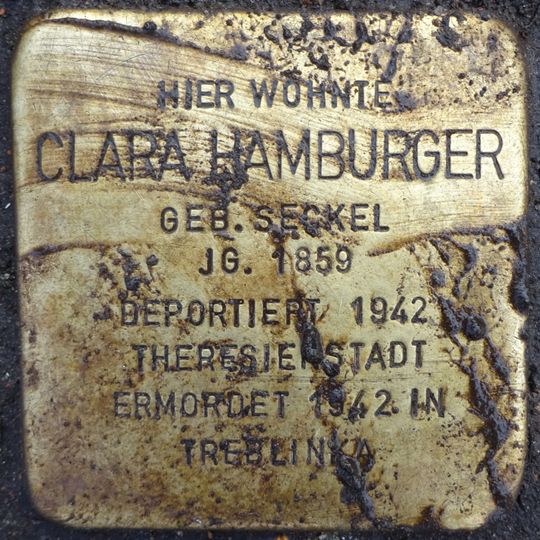 HIER WOHNTE
CLARA HAMBURGER
GEB. SECKEL
JG. 1859
DEPORTIERT 1942
THERESIENSTADT
ERMORDET 1942 IN
TREBLINKA